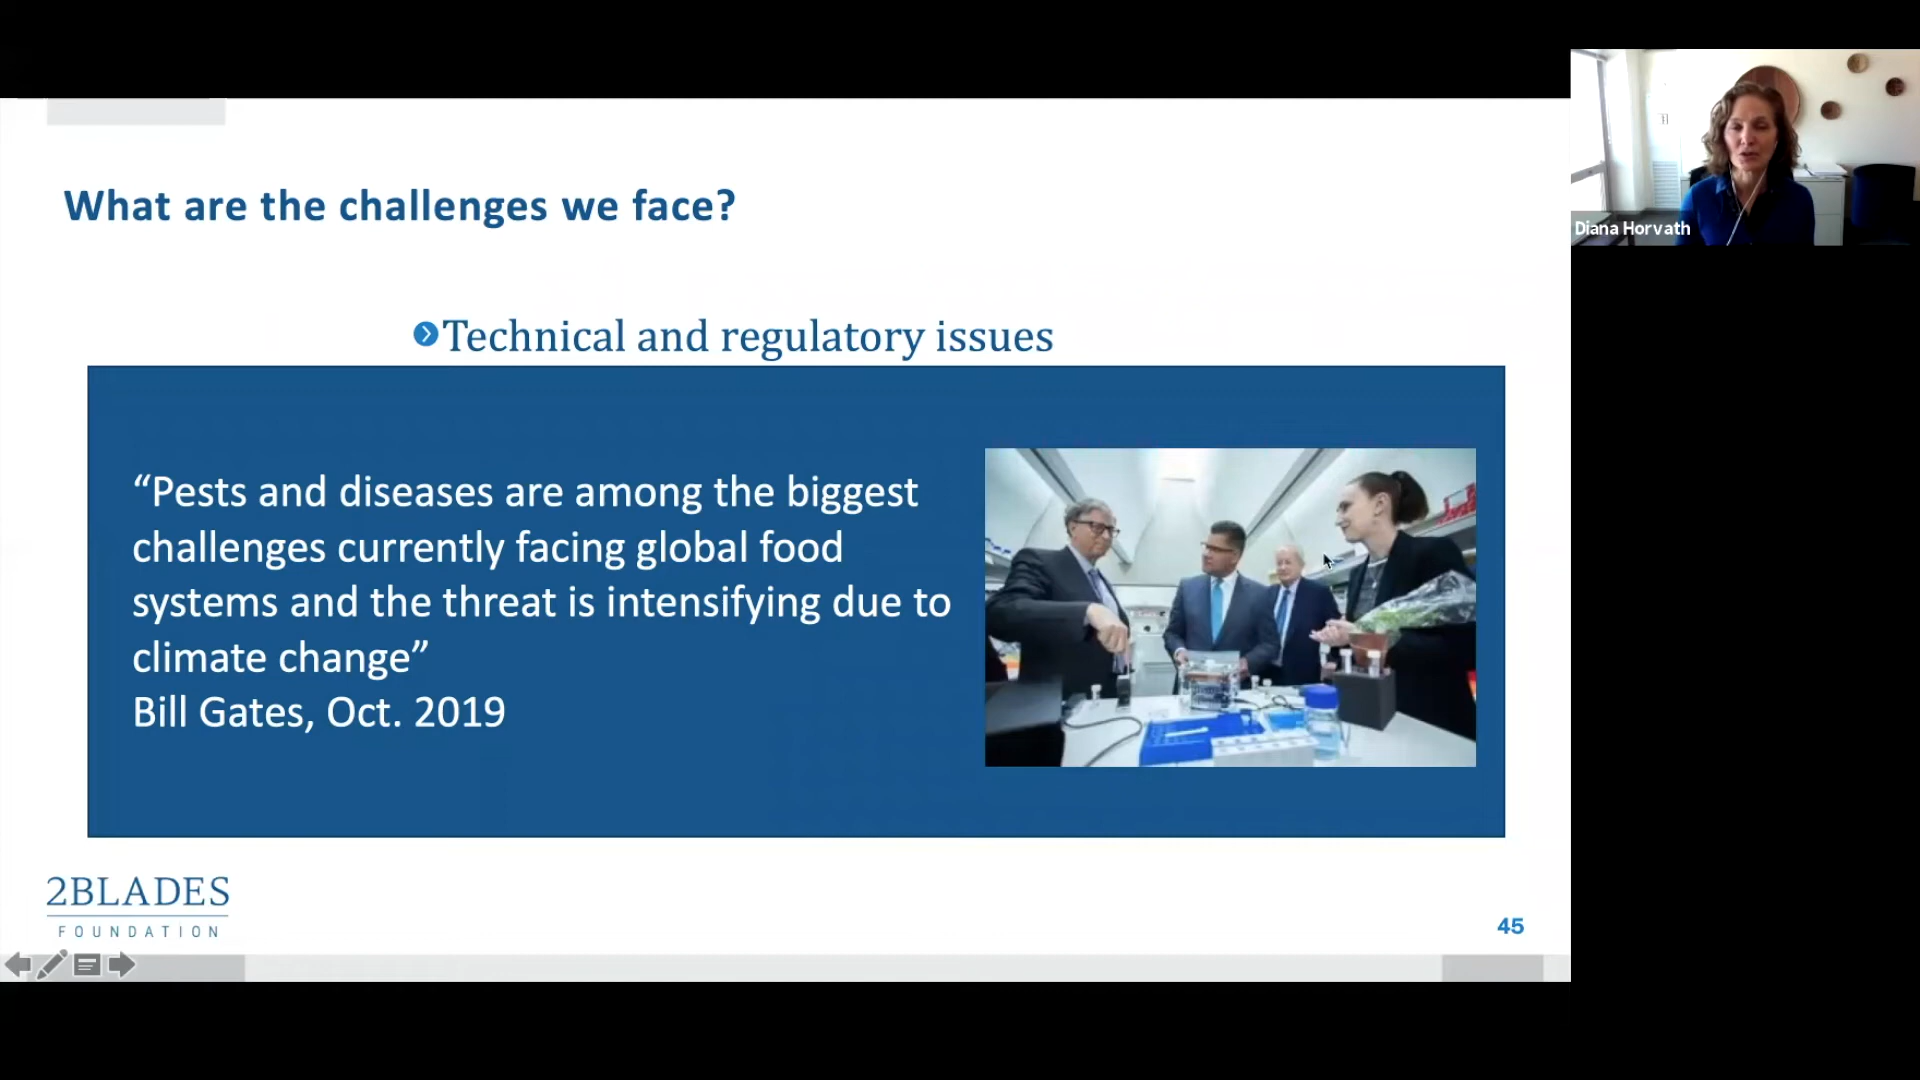 What are the challenges we face?
Technical and regulatory issues
“Pests and diseases are among the biggest
challenges currently facing global food
systems and the threat is intensifying due to
climate change”
Bill Gates, Oct. 2019
2BLADES
FOUNDATION
45
Diana Horvath